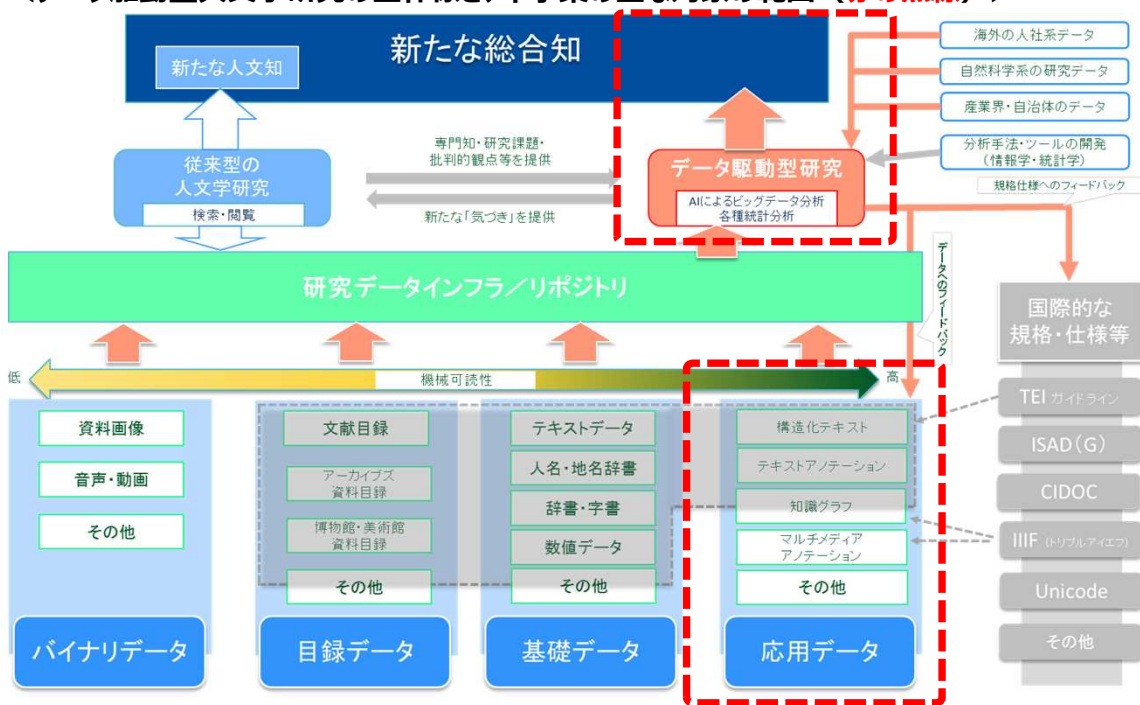 新たな総合知
新たな人文知
海外の人社系データ
自然科学系の研究データ
産業界・自治体のデータ
分析手法・ツールの開発
(情報学・統計学)
規格仕様へのフィードバック
従来型の
人文学研究
検索・閲覧
専門知・研究課題・
批判的観点等を提供
新たな「気づき」を提供
データ駆動型研究
AIによるビッグデータ分析
各種統計分析
データへのフィードバック
研究データインフラ/リポジトリ
国際的な
規格・仕様等
低
機械可読性
高
資料画像
音声・動画
その他
バイナリデータ
文献目録
アーカイブズ
資料目録
博物館・美術館
資料目録
その他
目録データ
テキストデータ
人名・地名辞書
辞書・字書
数値データ
その他
基礎データ
構造化テキスト
テキストアノテーション
知識グラフ
マルチメディア
アノテーション
その他
応用データ
TEI ガイドライン
ISAD(G)
CIDOC
IIIF (トリプルアイエフ)
Unicode
その他